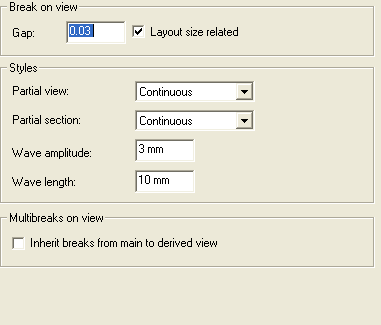 Break on view
Gap: 0.03 Layout size related
Styles
Partial view: Continuous
Partial section: Continuous
Wave amplitude: 3 mm
Wave length: 10 mm
Multibreaks on view
Inherit breaks from main to derived view